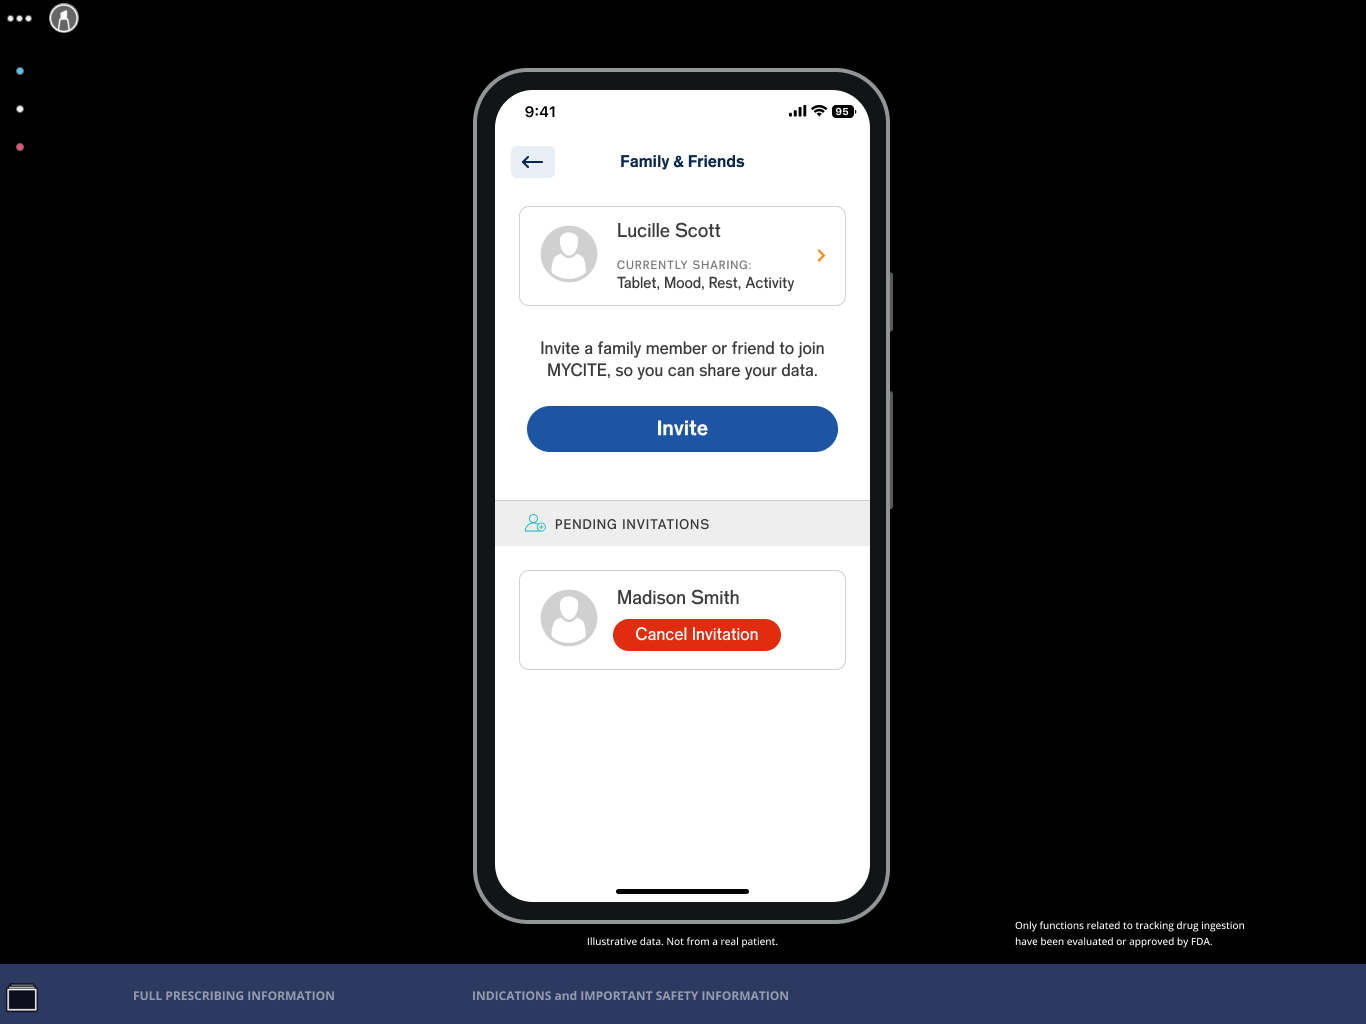 9:41
95
Family & Friends
Lucille Scott
CURRENTLY SHARING:
Tablet, Mood, Rest, Activity
Invite a family member or friend to join
MYCITE, so you can share your data.
Invite
PENDING INVITATIONS
Madison Smith
Cancel Invitation
Illustrative data. Not from a real patient.
Only functions related to tracking drug ingestion
have been evaluated or approved by FDA.
FULL PRESCRIBING INFORMATION
INDICATIONS and IMPORTANT SAFETY INFORMATION